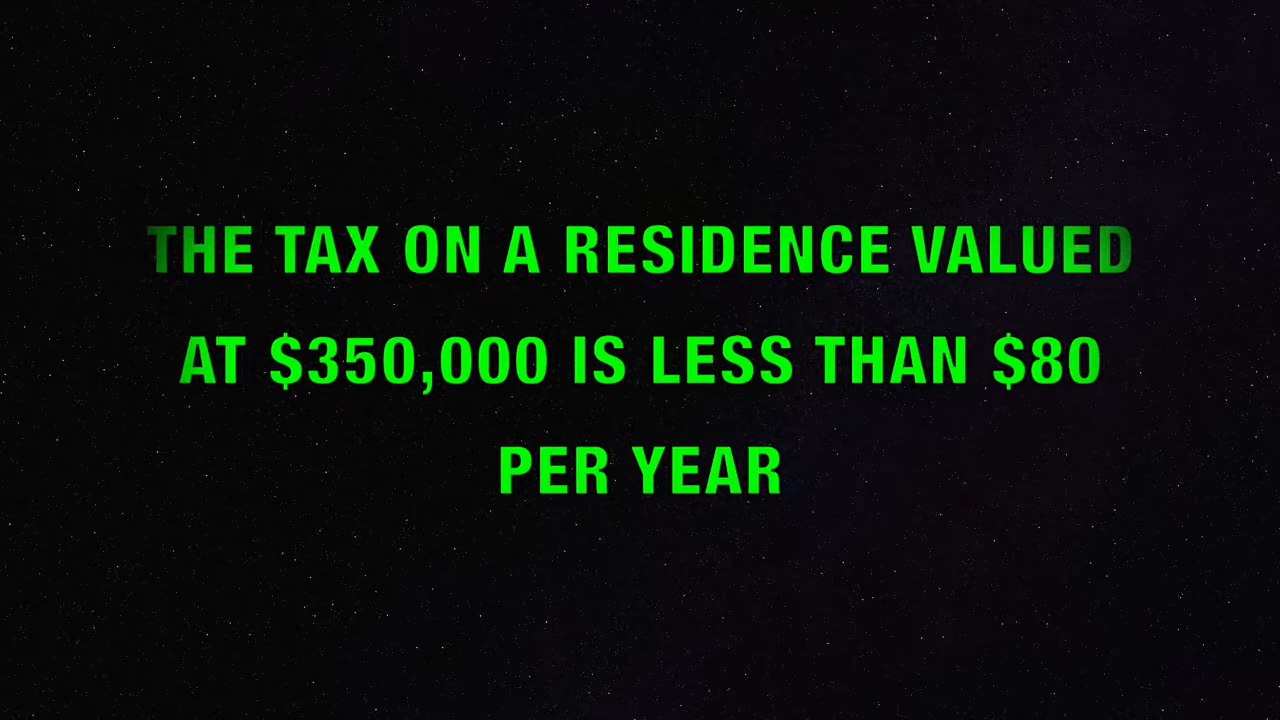 THE TAX ON A RESIDENCE VALUED
AT $350,000 IS LESS THAN $80
PER YEAR